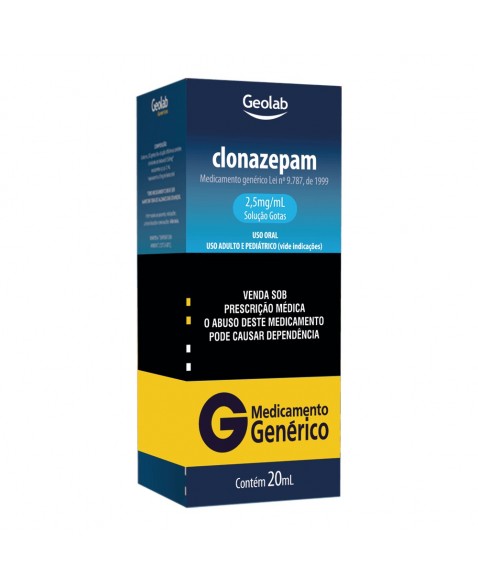 Geolab
clonazepam
Medicamento genérico Lei nº 9.787, de 1999
2,5mg/mL
Solução Gotas
USO ORAL
USO ADULTO E PEDIÁTRICO (vide indicações)
VENDA SOB
PRESCRIÇÃO MÉDICA
O ABUSO DESTE MEDICAMENTO
PODE CAUSAR DEPENDÊNCIA
G
Medicamento
Genérico
Contém 20mL
Geolab